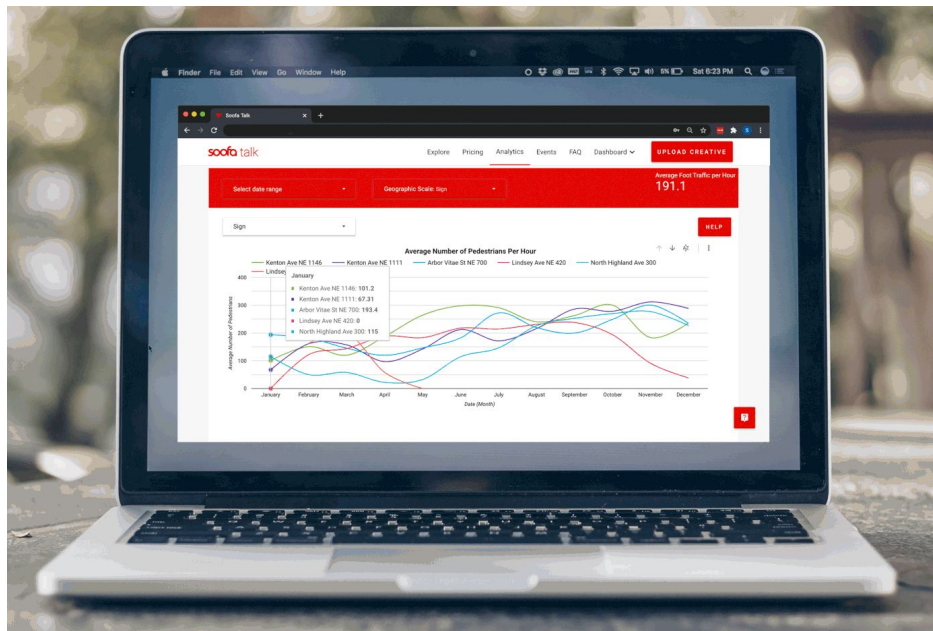 Finder File Edit View Go Window Help 5% Sat 6:23 PM
Soofa Talk
soofa talk Explore Pricing Analytics Events FAQ Dashboard UPLOAD CREATIVE
Select date range Geographic Scale: Sign Average Foot Traffic per Hour
191.1
Sign HELP
Average Number of Pedestrians Per Hour
Kenton Ave NE 1146 Kenton Ave NE 1111 Arbor Vitae St NE 700 Lindsey Ave NE 420 North Highland Ave 300
Lindsey
January
Kenton Ave NE 1146: 101.2
Kenton Ave NE 1111: 67.31
Arbor Vitae St NE 700: 193.4
Lindsey Ave NE 420: 0
North Highland Ave 300: 115
Average Number of Pedestrians
400
300
200
100
0
January February March April May June July August September October November December
Date (Month)